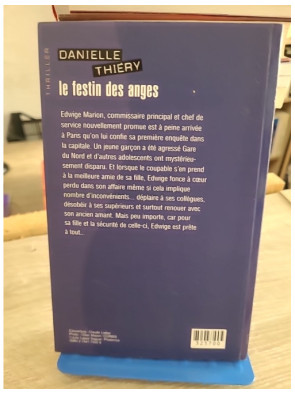 THRILLER
DANIELLE
THIÉRY
le festin des anges
Edwige Marion, commissaire principal et chef de
service nouvellement promue est à peine arrivée
à Paris qu'on lui confie sa première enquête dans
la capitale. Un jeune garçon a été agressé Gare
du Nord et d'autres adolescents ont mystérieu-
sement disparu. Et lorsque le coupable s'en prend
à la meilleure amie de sa fille, Edwige fonce à cœur
perdu dans son affaire même si cela implique
nombre d'inconvénients... déplaire à ses collègues,
désobéir à ses supérieurs et surtout renouer avec
son ancien amant. Mais peu importe, car pour
sa fille et la sécurité de celle-ci, Edwige est prête
à tout...